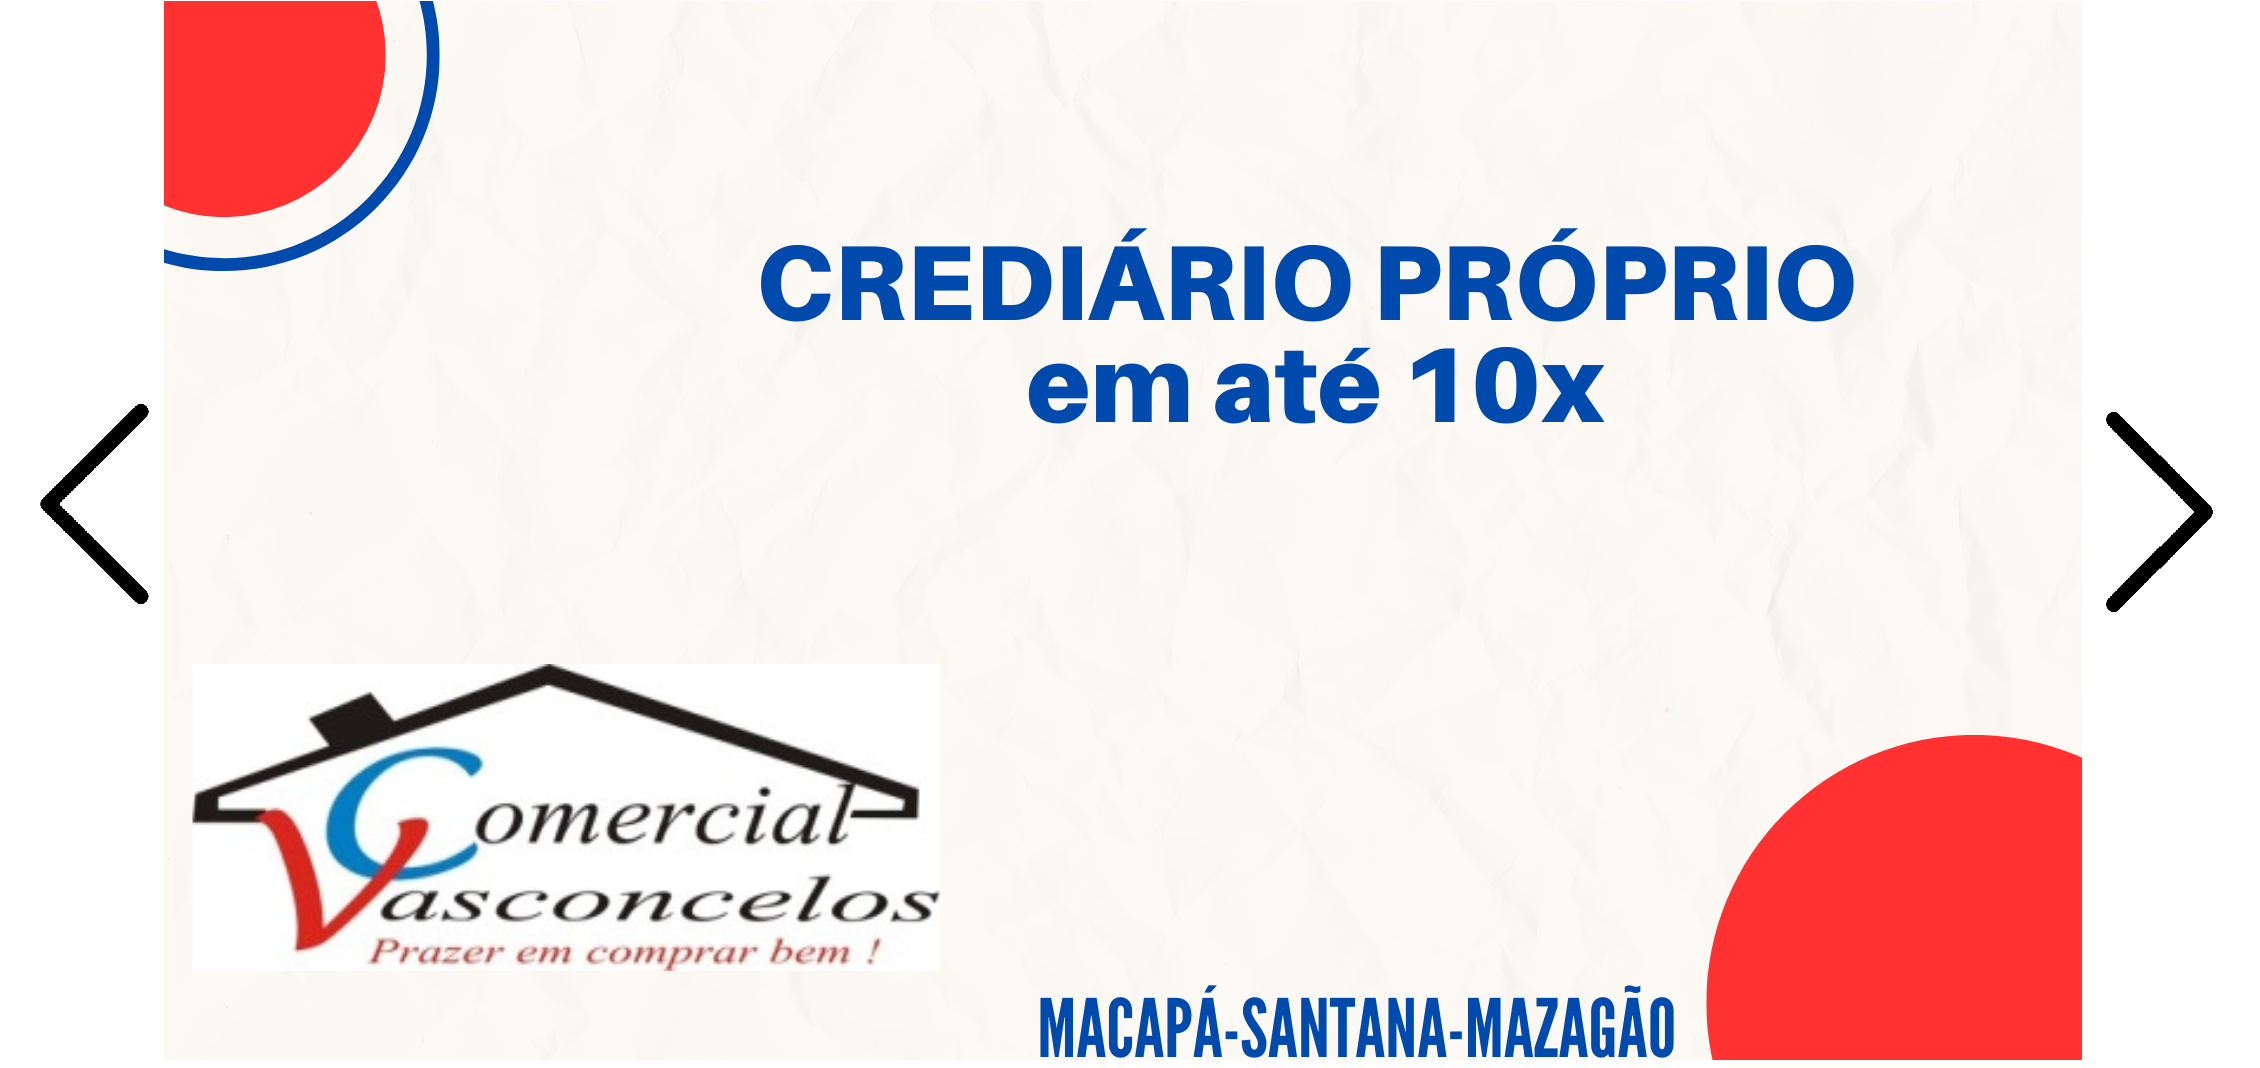 CREDIÁRIO PRÓPRIO
em até 10x
Comercial
Vasconcelos
Prazer em comprar bem !
MACAPÁ-SANTANA-MAZAGÃO